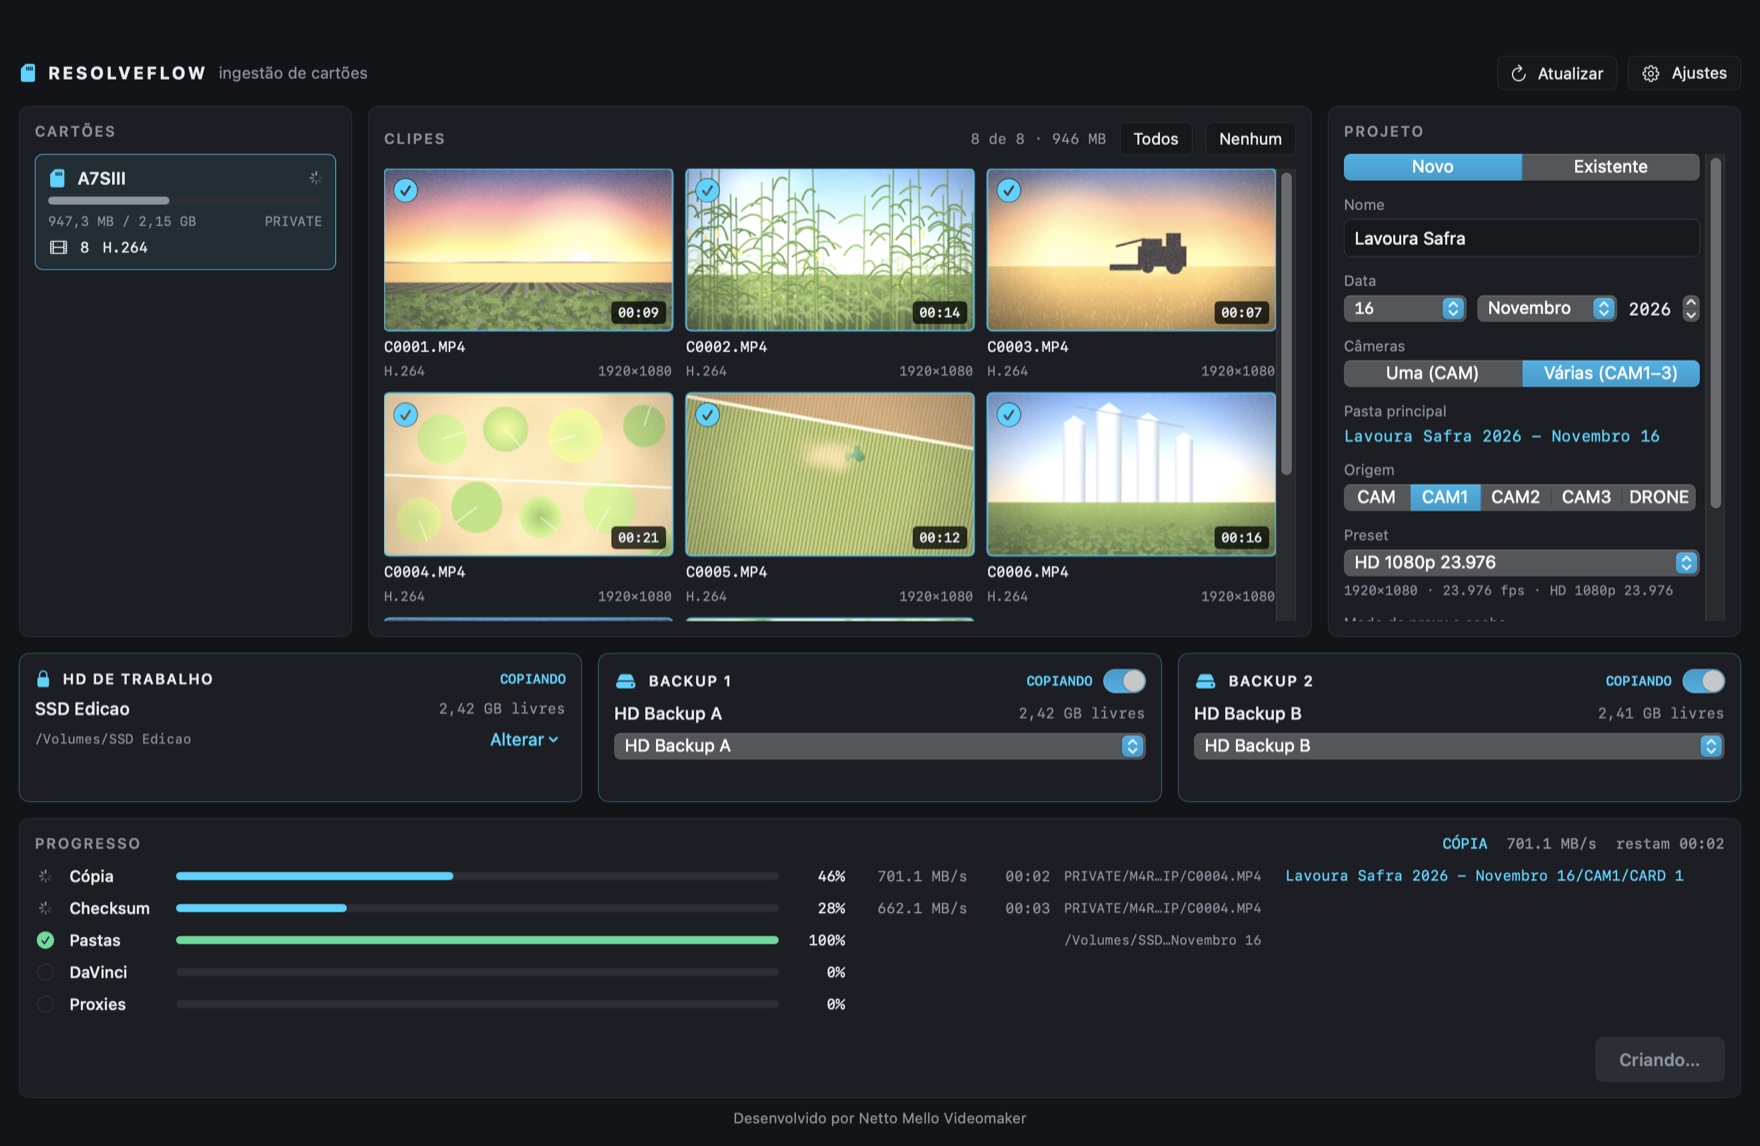 RESOLVEFLOW ingestão de cartões
Atualizar
Ajustes
CARTÕES
A7SIII
947,3 MB / 2,15 GB PRIVATE
8 H.264
CLIPES
8 de 8 · 946 MB
Todos
Nenhum
00:09
00:14
00:07
C0001.MP4
C0002.MP4
C0003.MP4
H.264 1920×1080
H.264 1920×1080
H.264 1920×1080
00:21
00:12
00:16
C0004.MP4
C0005.MP4
C0006.MP4
H.264 1920×1080
H.264 1920×1080
H.264 1920×1080
PROJETO
Novo
Existente
Nome
Lavoura Safra
Data
16 Novembro 2026
Câmeras
Uma (CAM)
Várias (CAM1–3)
Pasta principal
Lavoura Safra 2026 – Novembro 16
Origem
CAM CAM1 CAM2 CAM3 DRONE
Preset
HD 1080p 23.976
1920×1080 · 23.976 fps · HD 1080p 23.976
HD DE TRABALHO COPIANDO
SSD Edicao 2,42 GB livres
/Volumes/SSD Edicao Alterar
BACKUP 1 COPIANDO
HD Backup A 2,42 GB livres
HD Backup A
BACKUP 2 COPIANDO
HD Backup B 2,41 GB livres
HD Backup B
PROGRESSO
CÓPIA 701.1 MB/s restam 00:02
Cópia 46% 701.1 MB/s 00:02 PRIVATE/M4R…IP/C0004.MP4 Lavoura Safra 2026 – Novembro 16/CAM1/CARD 1
Checksum 28% 662.1 MB/s 00:03 PRIVATE/M4R…IP/C0004.MP4
Pastas 100% /Volumes/SSD…Novembro 16
DaVinci 0%
Proxies 0%
Criando...
Desenvolvido por Netto Mello Videomaker